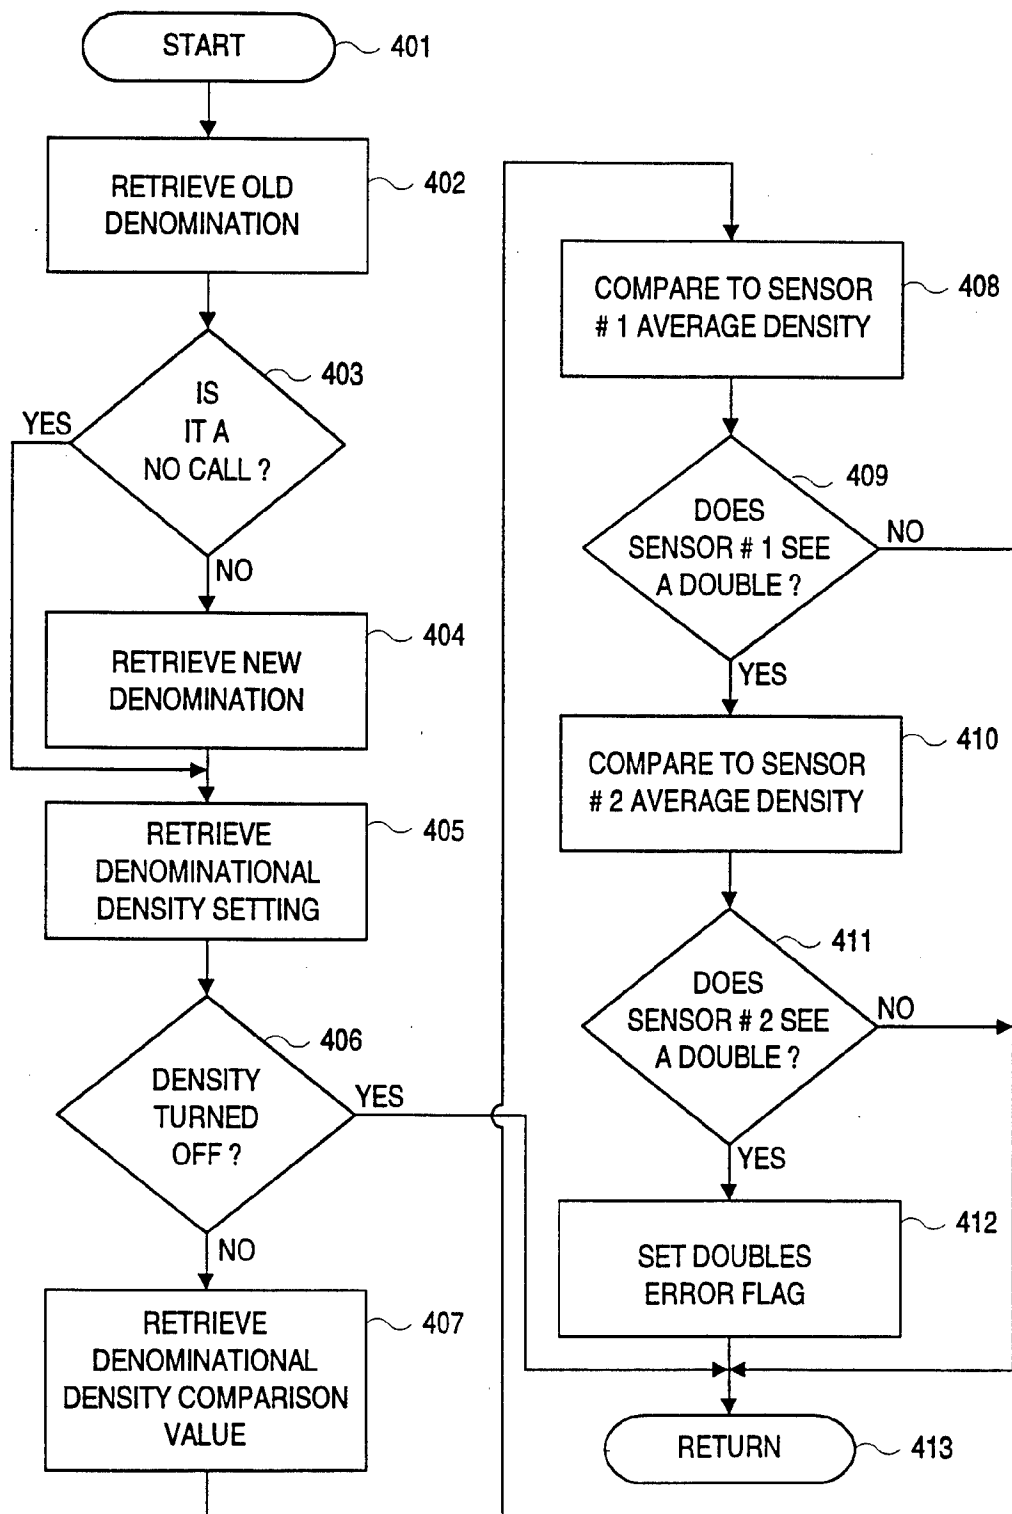 START
401
RETRIEVE OLD
DENOMINATION
402
IS
IT A
NO CALL ?
403
YES
NO
RETRIEVE NEW
DENOMINATION
404
RETRIEVE
DENOMINATIONAL
DENSITY SETTING
405
DENSITY
TURNED
OFF ?
406
YES
NO
RETRIEVE
DENOMINATIONAL
DENSITY COMPARISON
VALUE
407
COMPARE TO SENSOR
# 1 AVERAGE DENSITY
408
DOES
SENSOR # 1 SEE
A DOUBLE ?
409
NO
YES
COMPARE TO SENSOR
# 2 AVERAGE DENSITY
410
DOES
SENSOR # 2 SEE
A DOUBLE ?
411
NO
YES
SET DOUBLES
ERROR FLAG
412
RETURN
413